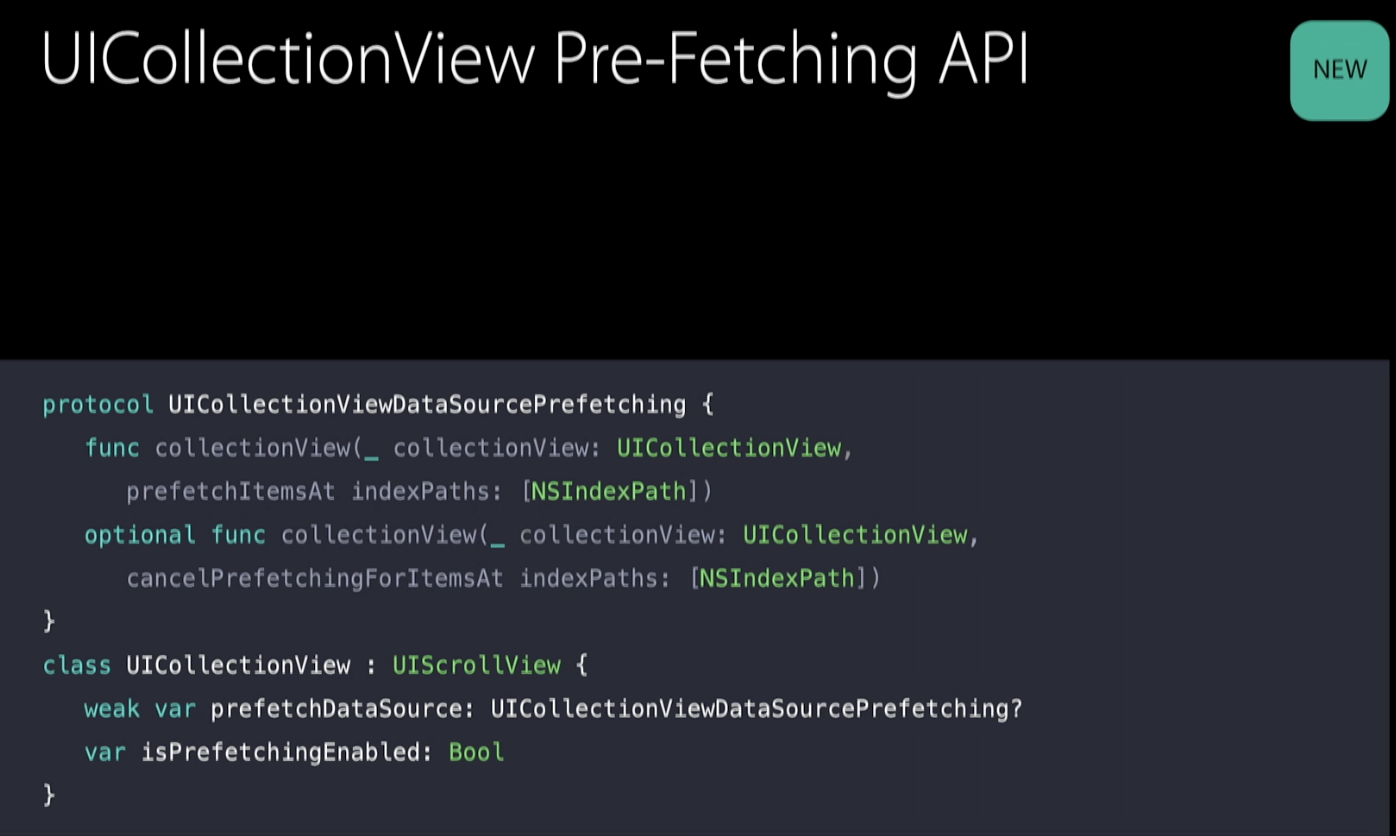 UICollectionView Pre-Fetching API
NEW
protocol UICollectionViewDataSourcePrefetching {
func collectionView(_ collectionView: UICollectionView,
prefetchItemsAt indexPaths: [NSIndexPath])
optional func collectionView(_ collectionView: UICollectionView,
cancelPrefetchingForItemsAt indexPaths: [NSIndexPath])
}
class UICollectionView : UIScrollView {
weak var prefetchDataSource: UICollectionViewDataSourcePrefetching?
var isPrefetchingEnabled: Bool
}